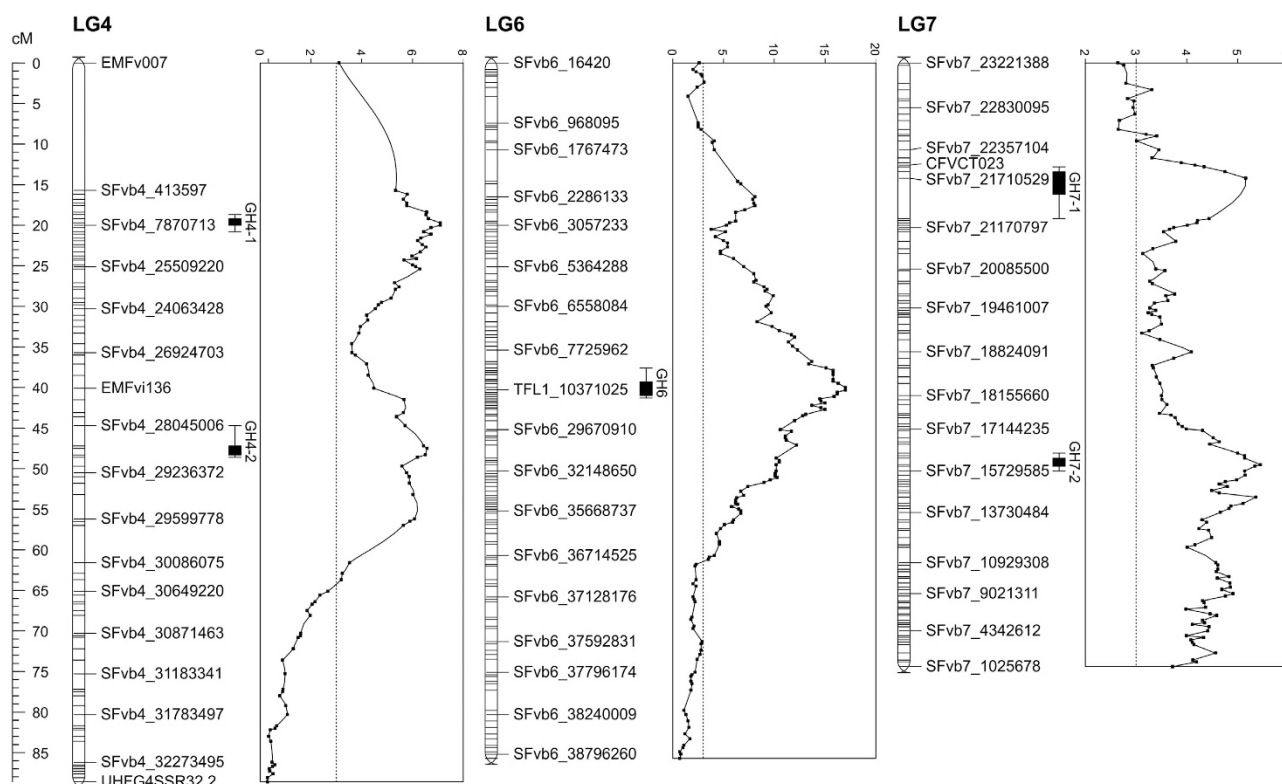 LG4
LG6
LG7
cM
0
5
10
15
20
25
30
35
40
45
50
55
60
65
70
75
80
85
EMFv007
SFvb4_413597
SFvb4_7870713
SFvb4_25509220
SFvb4_24063428
SFvb4_26924703
EMFvi136
SFvb4_28045006
SFvb4_29236372
SFvb4_29599778
SFvb4_30086075
SFvb4_30649220
SFvb4_30871463
SFvb4_31183341
SFvb4_31783497
SFvb4_32273495
UHFG4SSR32.2
GH4-1
GH4-2
0 2 4 6 8
SFvb6_16420
SFvb6_968095
SFvb6_1767473
SFvb6_2286133
SFvb6_3057233
SFvb6_5364288
SFvb6_6558084
SFvb6_7725962
TFL1_10371025
SFvb6_29670910
SFvb6_32148650
SFvb6_35668737
SFvb6_36714525
SFvb6_37128176
SFvb6_37592831
SFvb6_37796174
SFvb6_38240009
SFvb6_38796260
GH6
0 5 10 15 20
SFvb7_23221388
SFvb7_22830095
SFvb7_22357104
CFVCT023
SFvb7_21710529
SFvb7_21170797
SFvb7_20085500
SFvb7_19461007
SFvb7_18824091
SFvb7_18155660
SFvb7_17144235
SFvb7_15729585
SFvb7_13730484
SFvb7_10929308
SFvb7_9021311
SFvb7_4342612
SFvb7_1025678
GH7-1
GH7-2
2 3 4 5